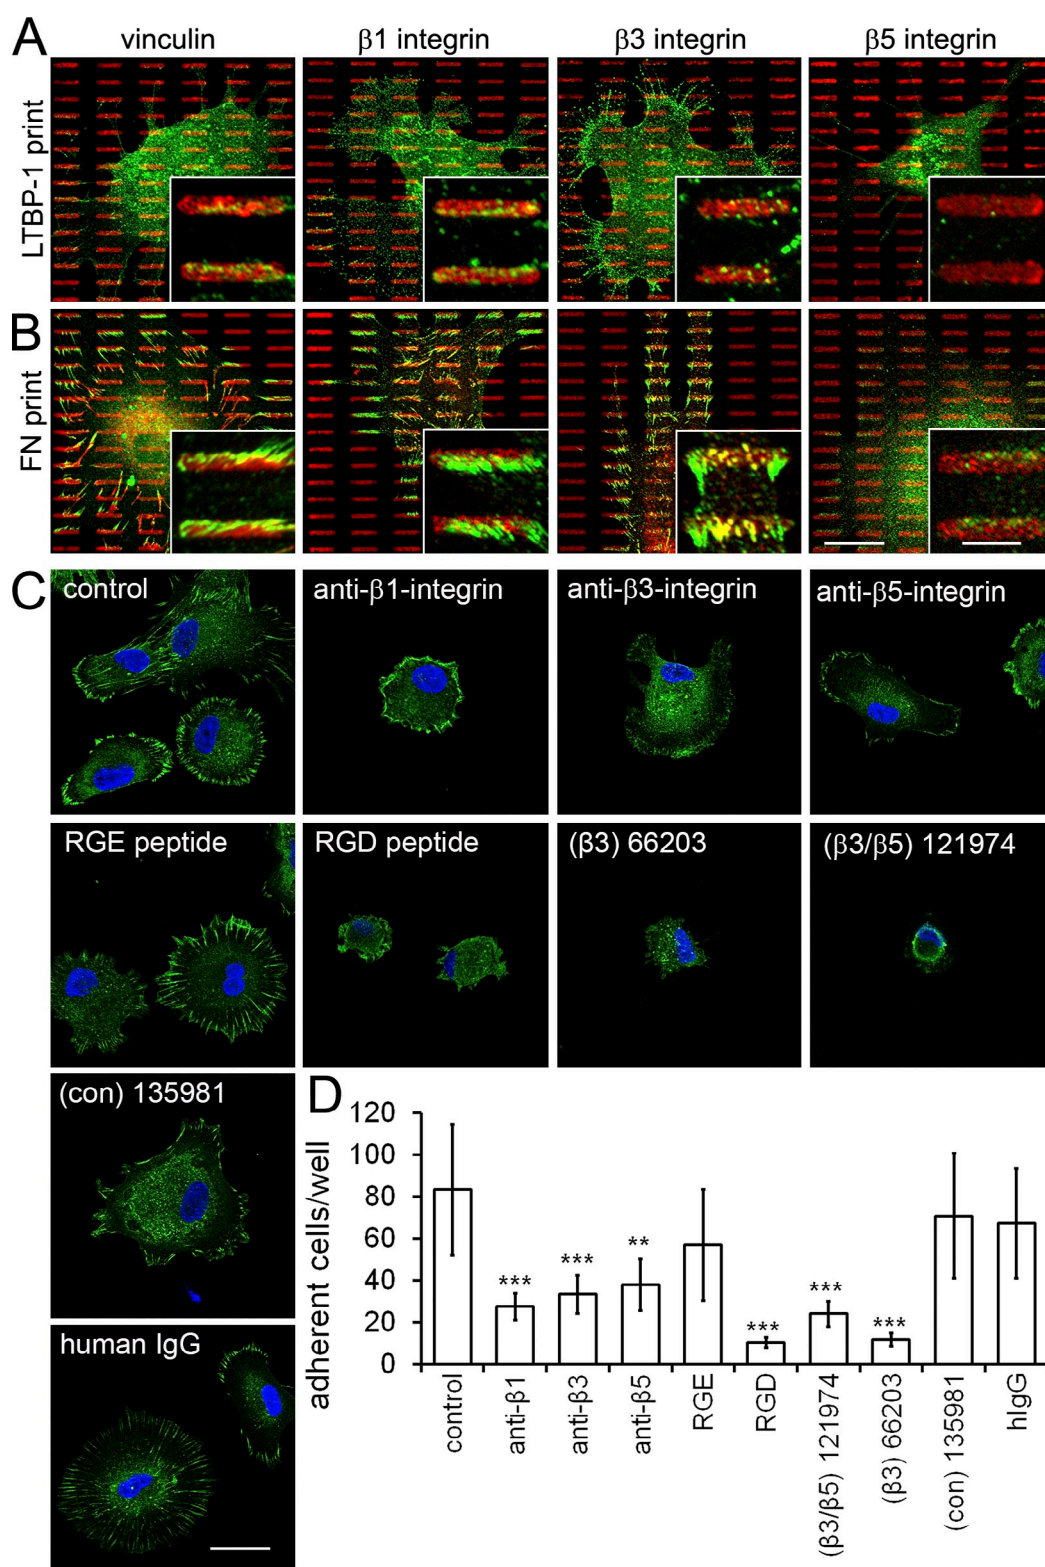 A
vinculin
β1 integrin
β3 integrin
β5 integrin
LTBP-1 print
B
FN print
C
control
anti-β1-integrin
anti-β3-integrin
anti-β5-integrin
RGE peptide
RGD peptide
(β3) 66203
(β3/β5) 121974
(con) 135981
human IgG
D
adherent cells/well
120
100
80
60
40
20
0
***
***
**
***
***
***
control
anti-β1
anti-β3
anti-β5
RGE
RGD
(β3/β5) 121974
(β3) 66203
(con) 135981
hIgG